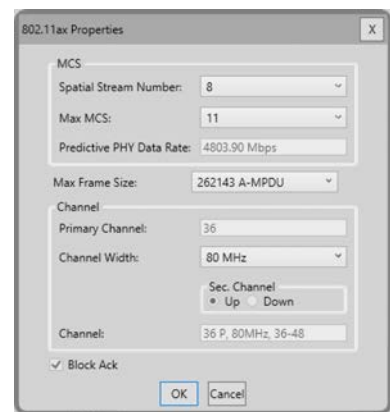 802.11ax Properties X
MCS
Spatial Stream Number: 8
Max MCS: 11
Predictive PHY Data Rate: 4803.90 Mbps
Max Frame Size: 262143 A-MPDU
Channel
Primary Channel: 36
Channel Width: 80 MHz
Sec. Channel
Up Down
Channel: 36 P, 80MHz, 36-48
Block Ack
OK Cancel